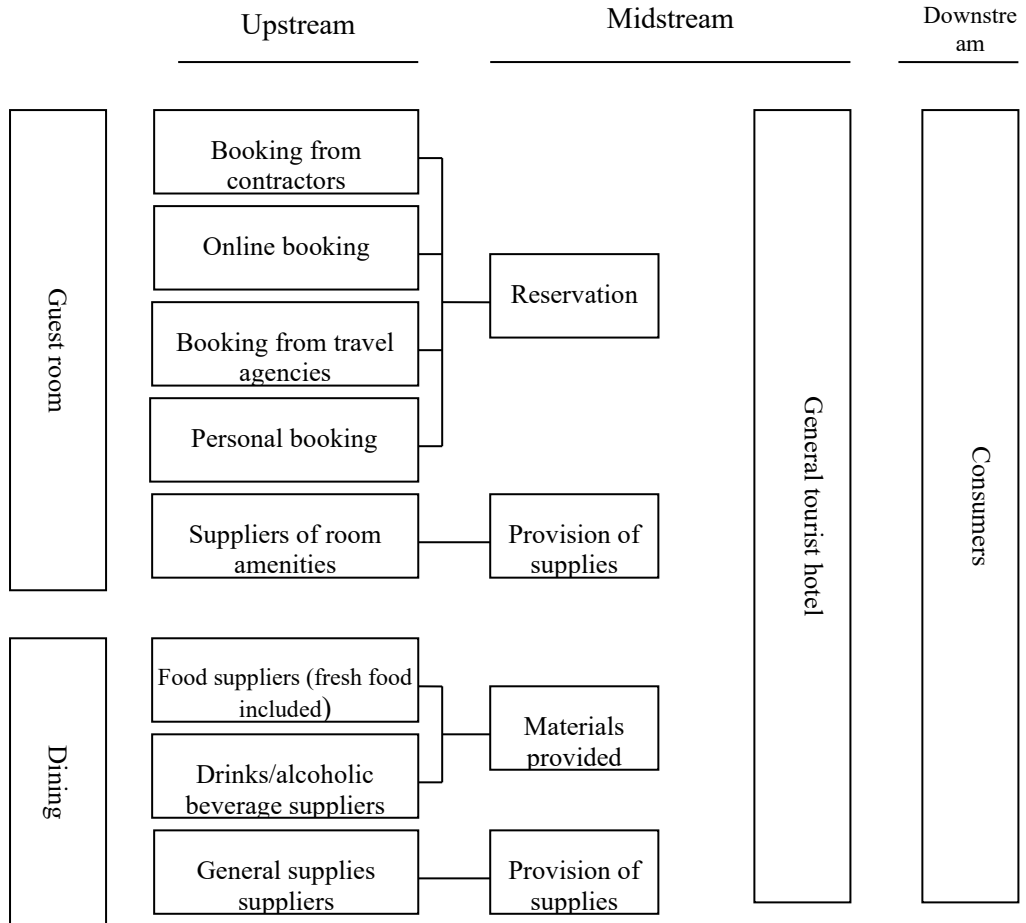 Upstream
Midstream
Downstre
am
Guest room
Booking from
contractors
Online booking
Booking from travel
agencies
Personal booking
Reservation
Suppliers of room
amenities
Provision of
supplies
Dining
Food suppliers (fresh food
included)
Drinks/alcoholic
beverage suppliers
Materials
provided
General supplies
suppliers
Provision of
supplies
General tourist hotel
Consumers